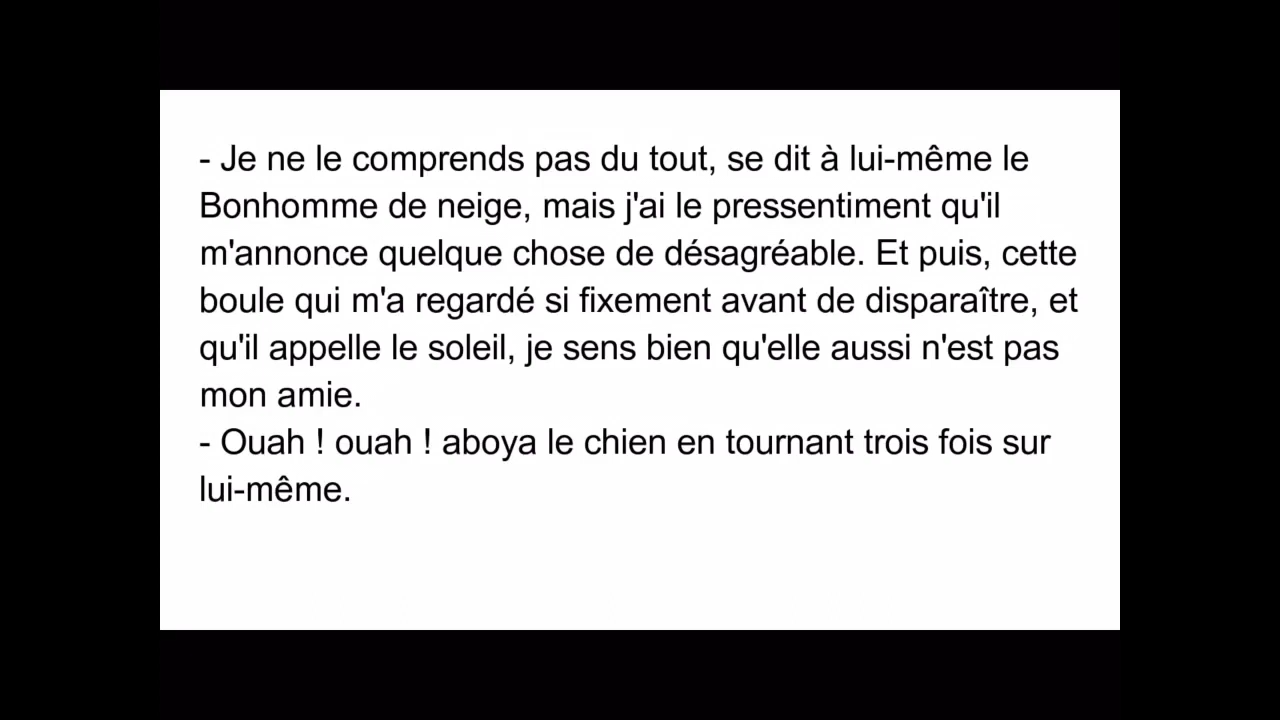 - Je ne le comprends pas du tout, se dit à lui-même le
Bonhomme de neige, mais j'ai le pressentiment qu'il
m'annonce quelque chose de désagréable. Et puis, cette
boule qui m'a regardé si fixement avant de disparaître, et
qu'il appelle le soleil, je sens bien qu'elle aussi n'est pas
mon amie.
- Ouah ! ouah ! aboya le chien en tournant trois fois sur
lui-même.